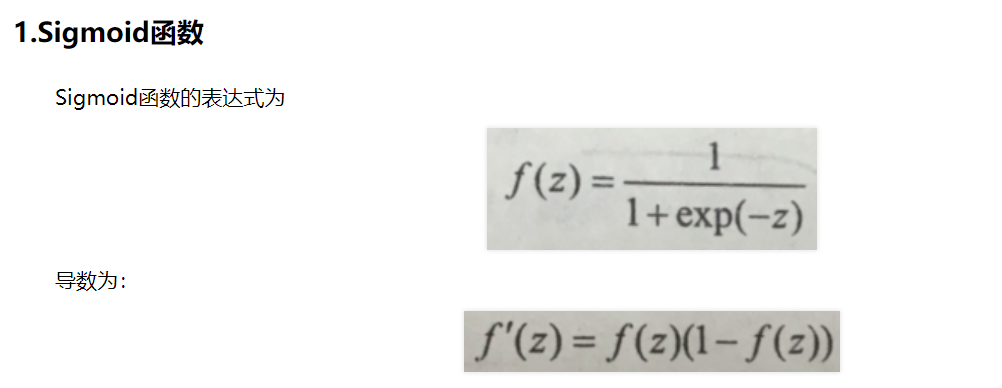 1.Sigmoid函数
Sigmoid函数的表达式为
f(z) = 1 / (1+exp(−z))
导数为：
f′(z) = f(z)(1− f(z))